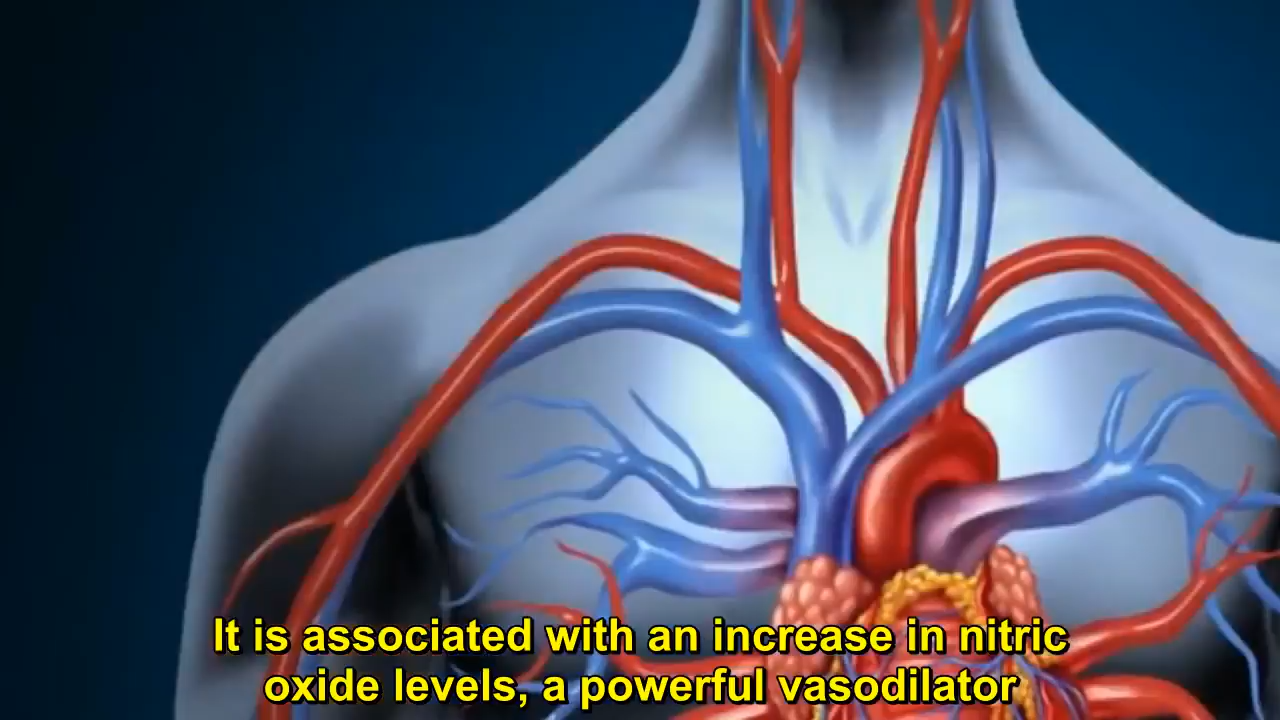 It is associated with an increase in nitric
oxide levels, a powerful vasodilator